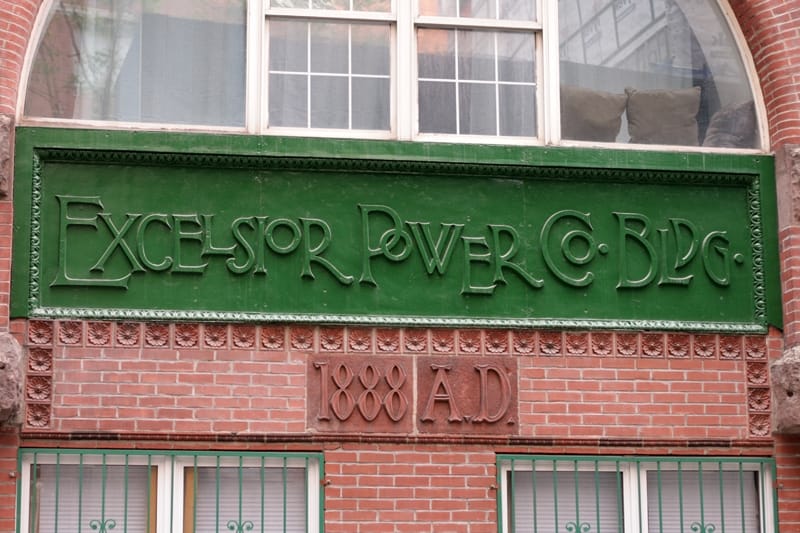 Excelsior Power Co. Bldg.
1888 A.D.